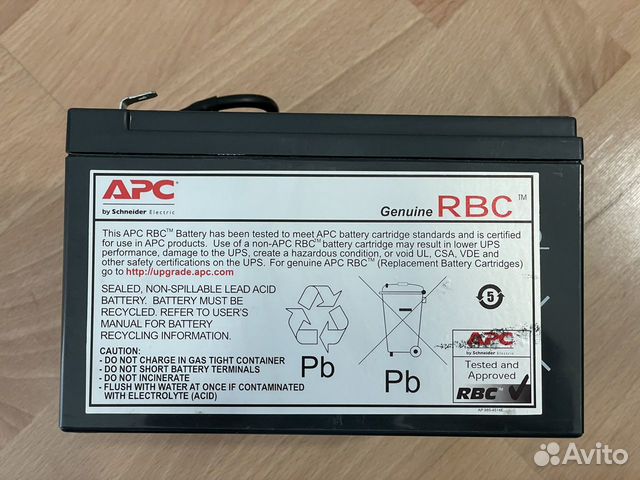 APC
by Schneider Electric
Genuine RBC™
This APC RBC™ Battery has been tested to meet APC battery cartridge standards and is certified
for use in APC products. Use of a non-APC RBC™ battery cartridge may result in lower UPS
performance, damage to the UPS, create a hazardous condition, or void UL, CSA, VDE and
other safety certifications on the UPS. For genuine APC RBC™ (Replacement Battery Cartridges)
go to http://upgrade.apc.com
SEALED, NON-SPILLABLE LEAD ACID
BATTERY. BATTERY MUST BE
RECYCLED. REFER TO USER'S
MANUAL FOR BATTERY
RECYCLING INFORMATION.
CAUTION:
- DO NOT CHARGE IN GAS TIGHT CONTAINER
- DO NOT SHORT BATTERY TERMINALS
- DO NOT INCINERATE
- FLUSH WITH WATER AT ONCE IF CONTAMINATED
WITH ELECTROLYTE (ACID)
Pb
Pb
5
APC
by Schneider Electric
Tested and
Approved
RBC
Avito